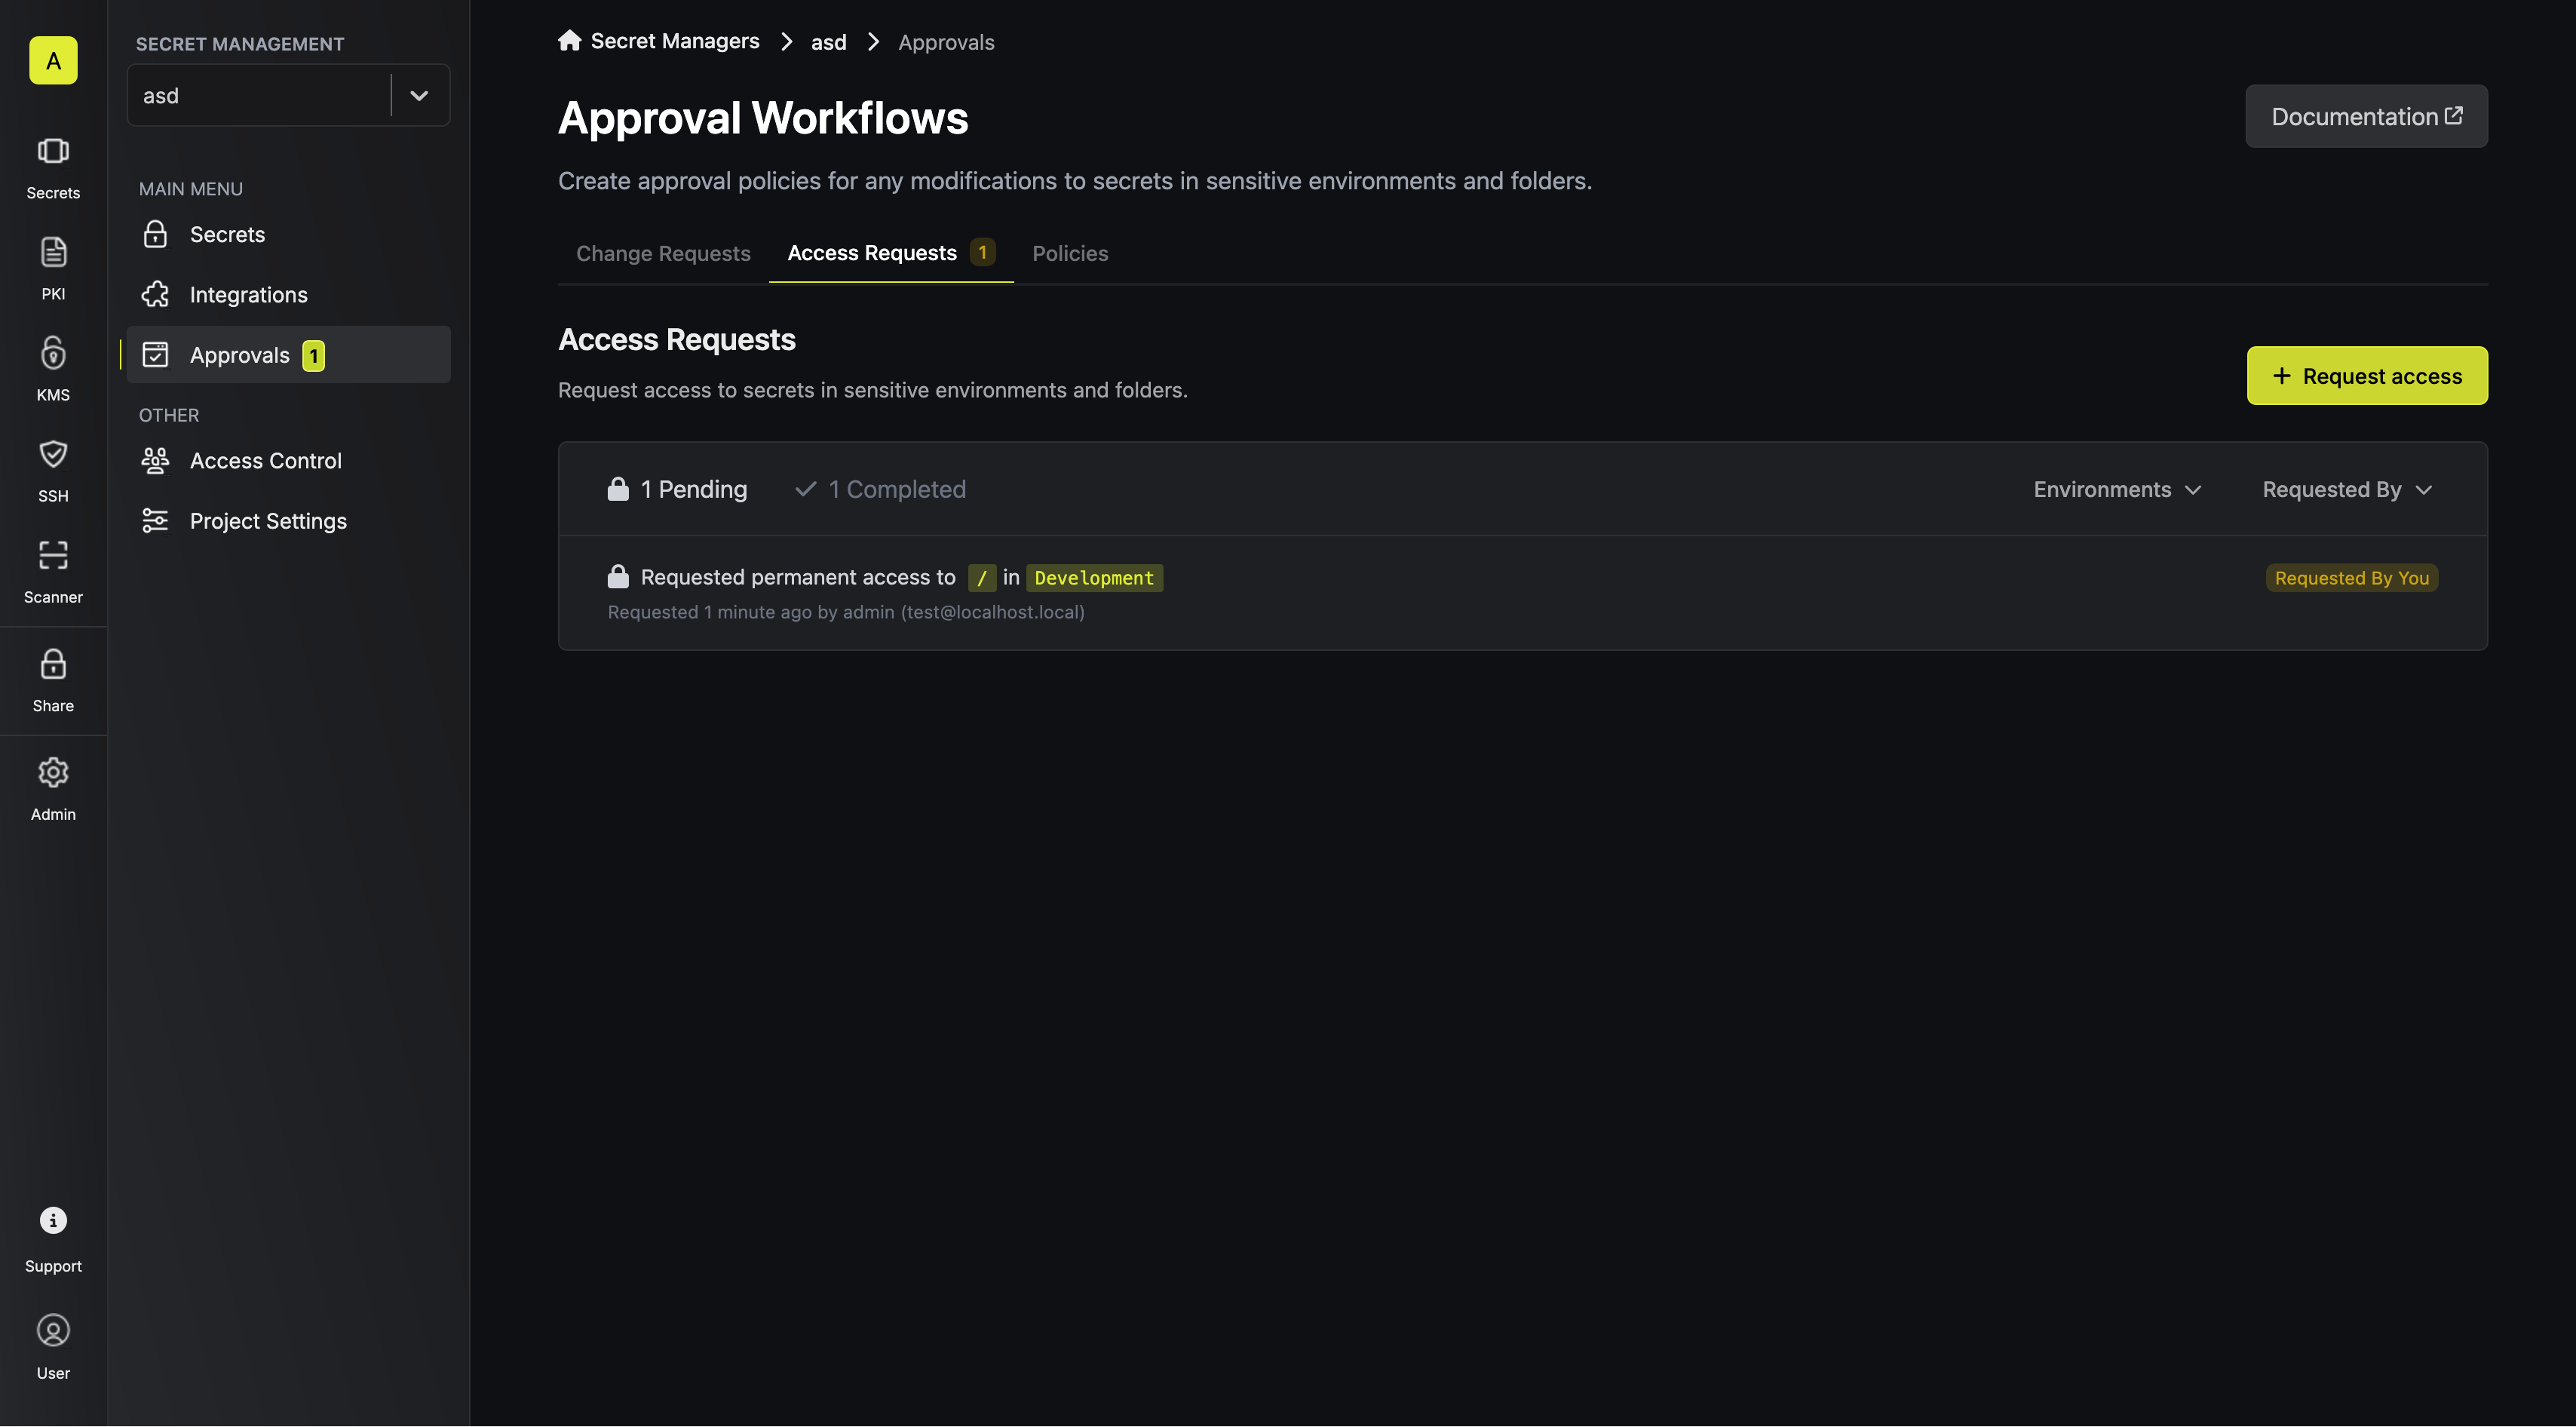 A
Secrets
PKI
KMS
SSH
Scanner
Share
Admin
Support
User
SECRET MANAGEMENT
asd
MAIN MENU
Secrets
Integrations
Approvals 1
OTHER
Access Control
Project Settings
Secret Managers asd Approvals
Approval Workflows
Documentation
Create approval policies for any modifications to secrets in sensitive environments and folders.
Change Requests Access Requests 1 Policies
Access Requests
Request access to secrets in sensitive environments and folders.
+ Request access
1 Pending 1 Completed Environments Requested By
Requested permanent access to / in Development Requested By You
Requested 1 minute ago by admin (test@localhost.local)